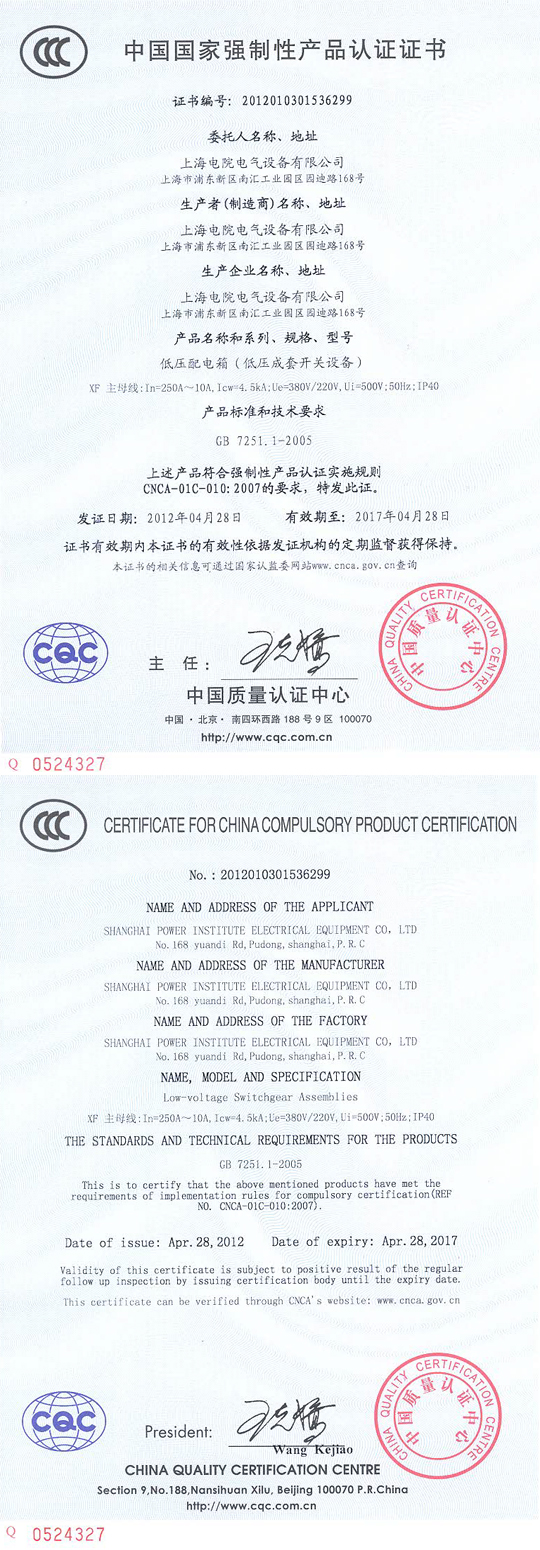 CCC
中国国家强制性产品认证证书
证书编号: 2012010301536299
委托人名称、地址
上海电院电气设备有限公司
上海市浦东新区南汇工业园区园迪路168号
生产者(制造商)名称、地址
上海电院电气设备有限公司
上海市浦东新区南汇工业园区园迪路168号
生产企业名称、地址
上海电院电气设备有限公司
上海市浦东新区南汇工业园区园迪路168号
产品名称和系列、规格、型号
低压配电箱(低压成套开关设备)
XF 主母线:In=250A~10A,Icw=4.5kA;Ue=380V/220V,Ui=500V;50Hz;IP40
产品标准和技术要求
GB 7251.1-2005
上述产品符合强制性产品认证实施规则
CNCA-01C-010:2007的要求, 特发此证。
发证日期: 2012年04月28日 有效期至: 2017年04月28日
证书有效期内本证书的有效性依据发证机构的定期监督获得保持。
本证书的相关信息可通过国家认监委网站www.cnca.gov.cn查询
CQC
主 任:
CHINA QUALITY CERTIFICATION CENTRE
中国质量认证中心
中国质量认证中心
中国·北京·南四环西路 188 号 9 区 100070
http://www.cqc.com.cn
Q 0524327
CCC
CERTIFICATE FOR CHINA COMPULSORY PRODUCT CERTIFICATION
No.: 2012010301536299
NAME AND ADDRESS OF THE APPLICANT
SHANGHAI POWER INSTITUTE ELECTRICAL EQUIPMENT CO, LTD
No.168 yuandi Rd,Pudong,shanghai,P.R.C
NAME AND ADDRESS OF THE MANUFACTURER
SHANGHAI POWER INSTITUTE ELECTRICAL EQUIPMENT CO, LTD
No.168 yuandi Rd,Pudong,shanghai,P.R.C
NAME AND ADDRESS OF THE FACTORY
SHANGHAI POWER INSTITUTE ELECTRICAL EQUIPMENT CO, LTD
No.168 yuandi Rd,Pudong,shanghai,P.R.C
NAME, MODEL AND SPECIFICATION
Low-voltage Switchgear Assemblies
XF 主母线:In=250A~10A,Icw=4.5kA;Ue=380V/220V,Ui=500V;50Hz;IP40
THE STANDARDS AND TECHNICAL REQUIREMENTS FOR THE PRODUCTS
GB 7251.1-2005
This is to certify that the above mentioned products have met the
requirements of implementation rules for compulsory certification(REF
NO. CNCA-01C-010:2007).
Date of issue: Apr.28,2012 Date of expiry: Apr.28,2017
Validity of this certificate is subject to positive result of the regular
follow up inspection by issuing certification body until the expiry date.
This certificate can be verified through CNCA's website: www.cnca.gov.cn
CQC
President:
Wang Kejiao
CHINA QUALITY CERTIFICATION CENTRE
中国质量认证中心
CHINA QUALITY CERTIFICATION CENTRE
Section 9,No.188,Nansihuan Xilu, Beijing 100070 P.R.China
http://www.cqc.com.cn
Q 0524327